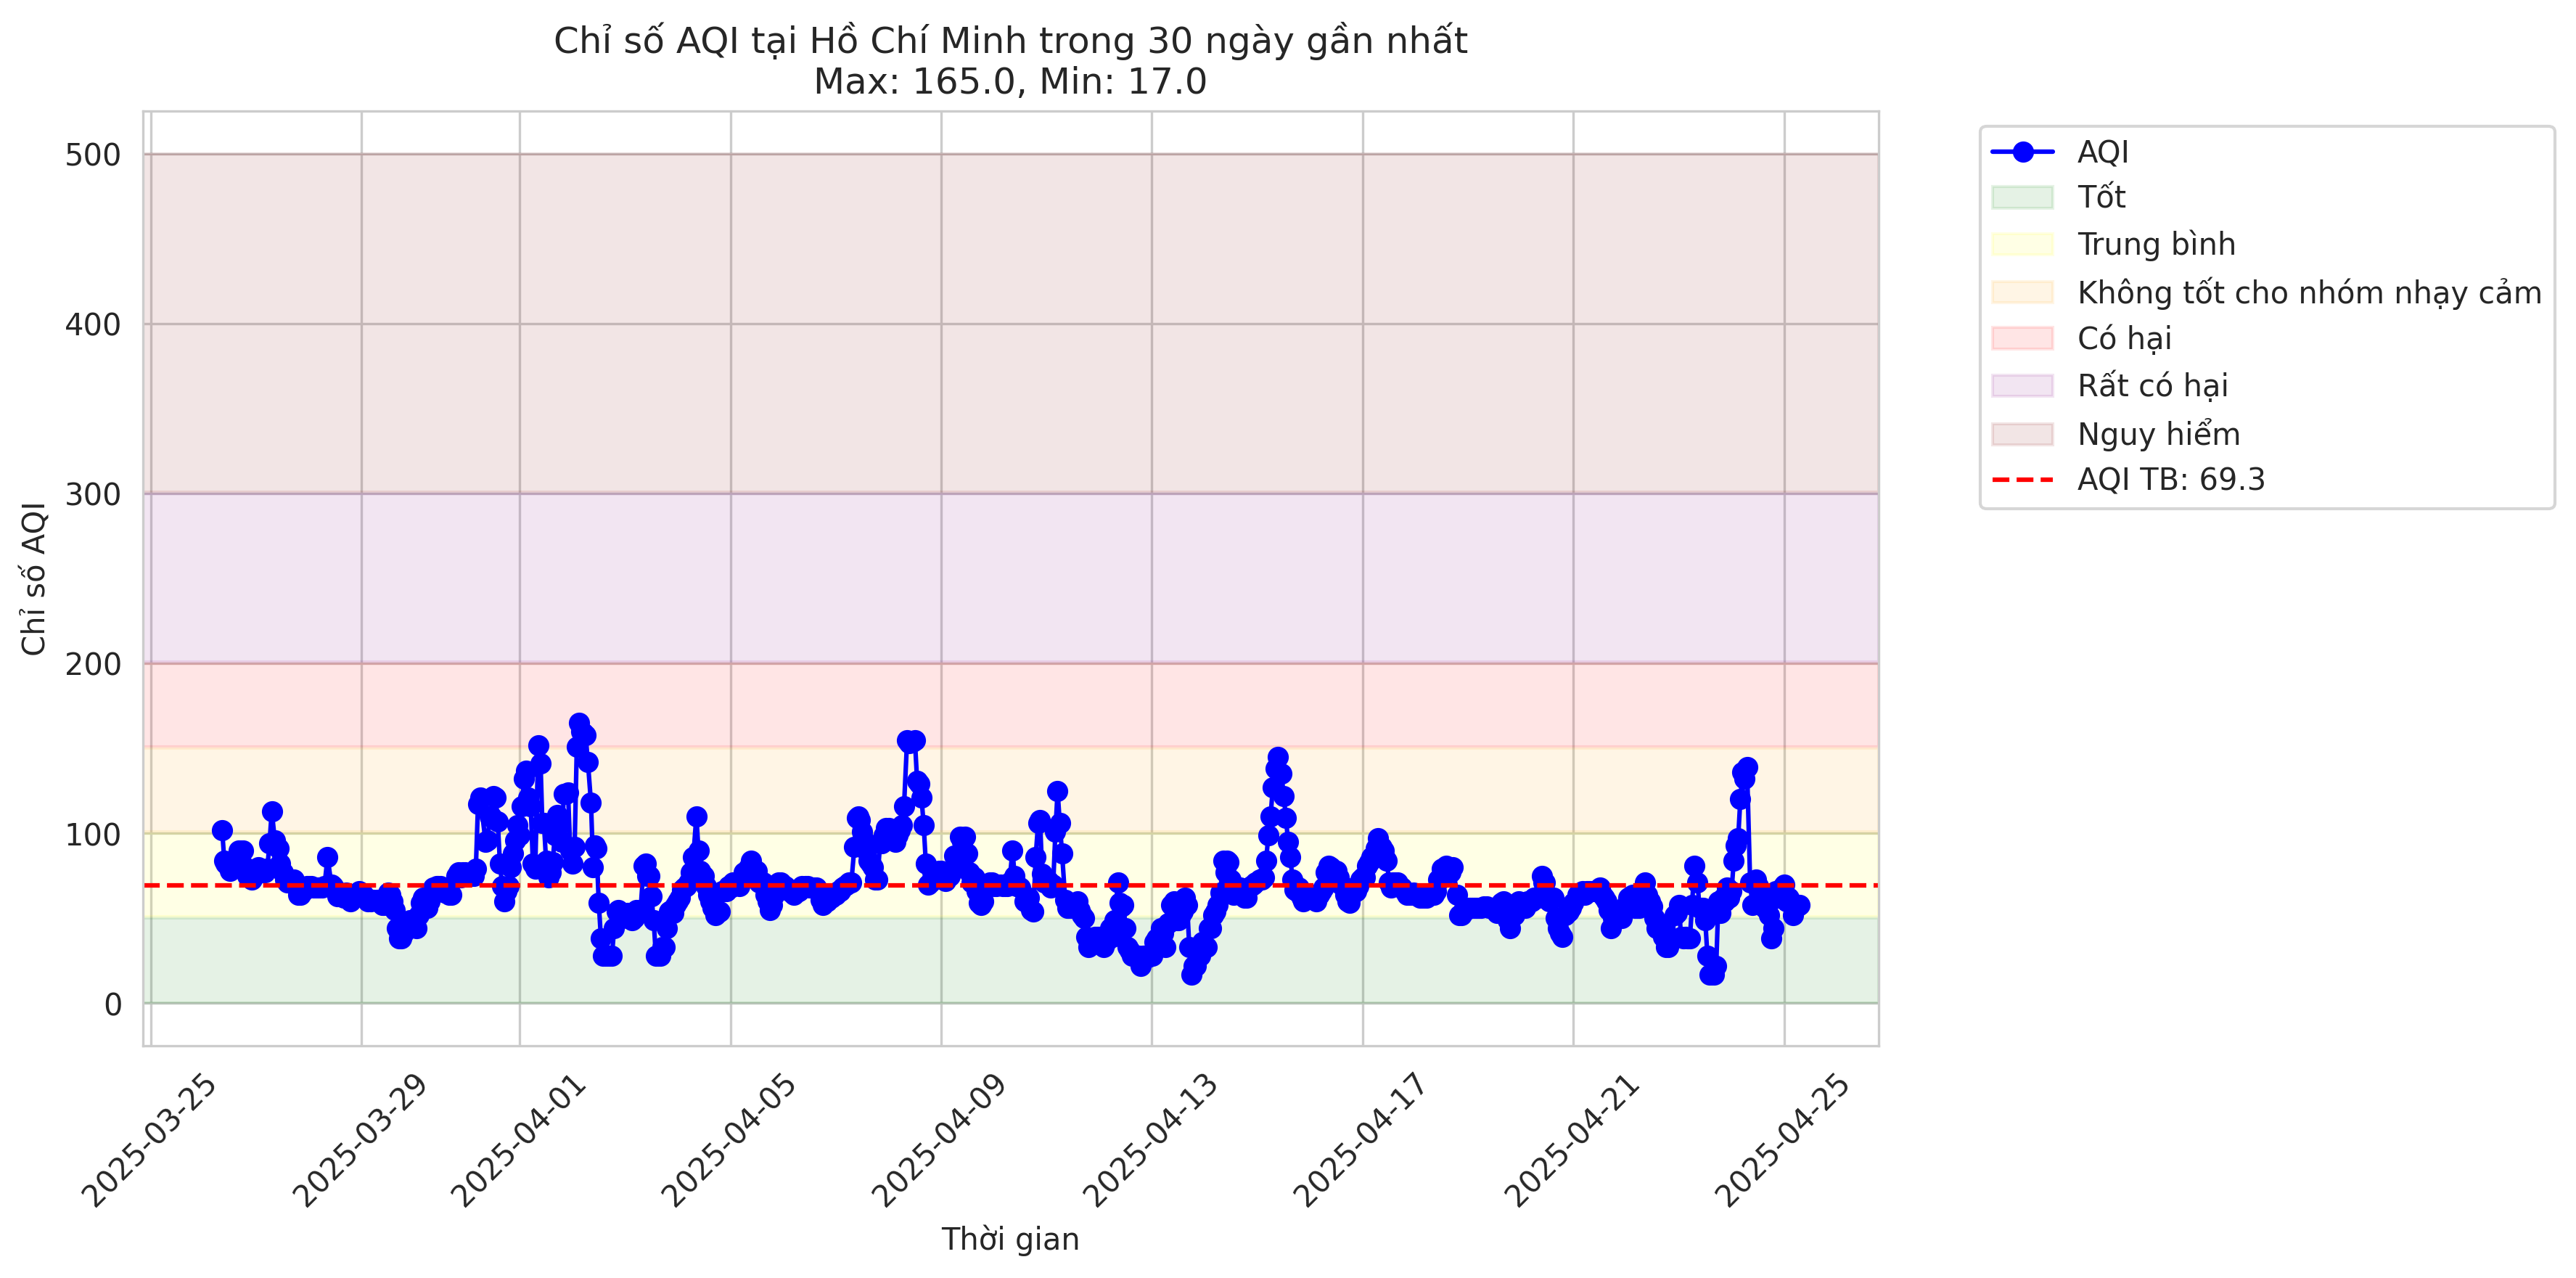 Chỉ số AQI tại Hồ Chí Minh trong 30 ngày gần nhất
Max: 165.0, Min: 17.0
Chỉ số AQI
500
400
300
200
100
0
2025-03-25
2025-03-29
2025-04-01
2025-04-05
2025-04-09
2025-04-13
2025-04-17
2025-04-21
2025-04-25
Thời gian
AQI
Tốt
Trung bình
Không tốt cho nhóm nhạy cảm
Có hại
Rất có hại
Nguy hiểm
AQI TB: 69.3